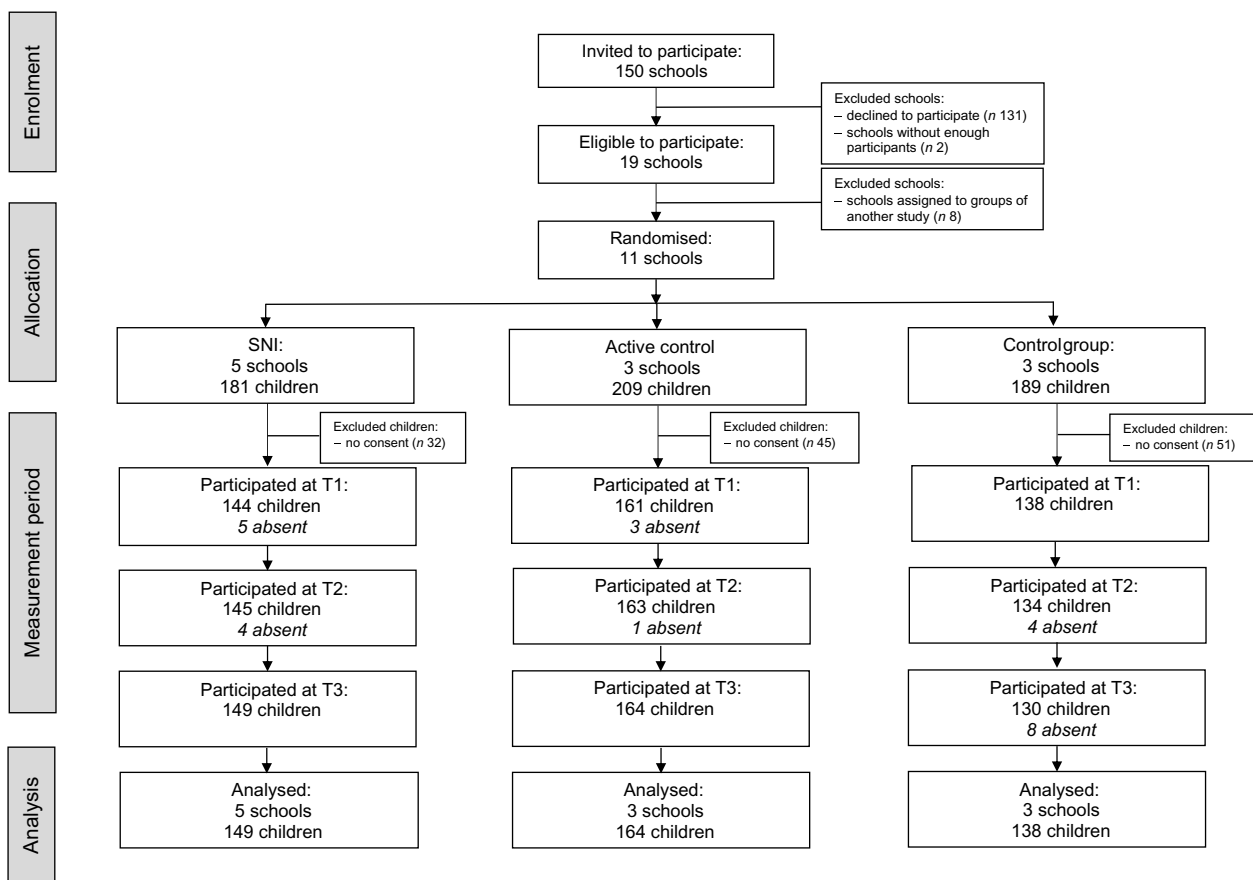 Enrolment
Invited to participate:
150 schools
Excluded schools:
– declined to participate (n 131)
– schools without enough
participants (n 2)
Eligible to participate:
19 schools
Excluded schools:
– schools assigned to groups of
another study (n 8)
Allocation
Randomised:
11 schools
SNI:
5 schools
181 children
Active control
3 schools
209 children
Control group:
3 schools
189 children
Measurement period
Excluded children:
– no consent (n 32)
Excluded children:
– no consent (n 45)
Excluded children:
– no consent (n 51)
Participated at T1:
144 children
5 absent
Participated at T1:
161 children
3 absent
Participated at T1:
138 children
Participated at T2:
145 children
4 absent
Participated at T2:
163 children
1 absent
Participated at T2:
134 children
4 absent
Participated at T3:
149 children
Participated at T3:
164 children
Participated at T3:
130 children
8 absent
Analysis
Analysed:
5 schools
149 children
Analysed:
3 schools
164 children
Analysed:
3 schools
138 children